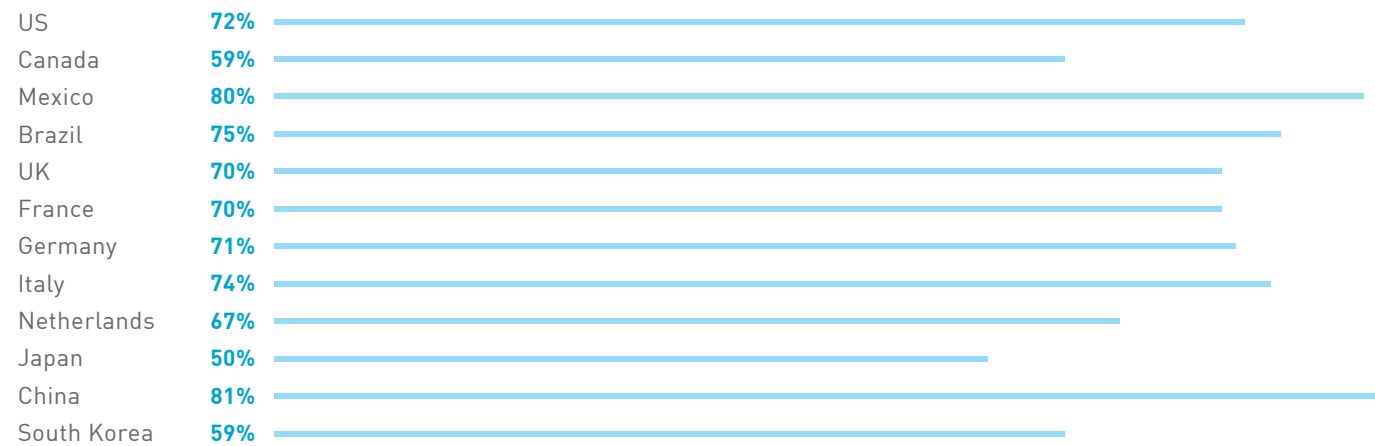 US 72%
Canada 59%
Mexico 80%
Brazil 75%
UK 70%
France 70%
Germany 71%
Italy 74%
Netherlands 67%
Japan 50%
China 81%
South Korea 59%